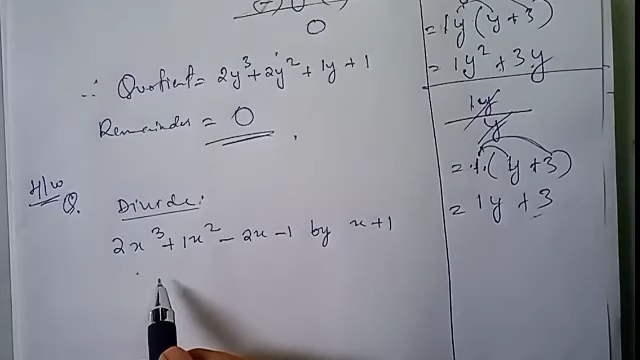 0
∴ Quotient = 2y³ + 2y² + 1y + 1
Remainder = 0 .
H/W
Q. Divide:
2x³ + 1x² - 2x - 1 by x + 1
= 1y (y + 3)
= 1y² + 3y
1y
y
= 1 (y + 3)
= 1y + 3